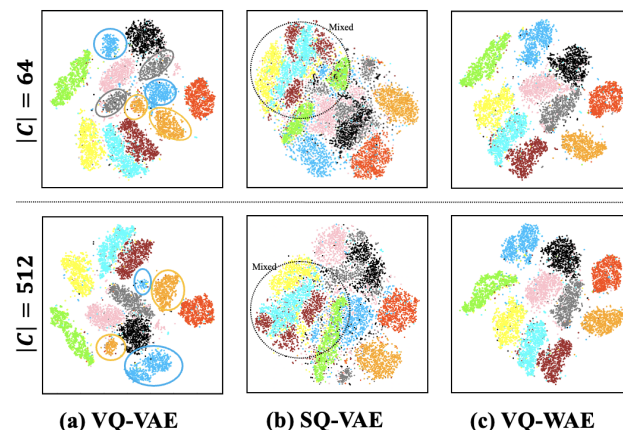 |C| = 64
Mixed
|C| = 512
Mixed
(a) VQ-VAE (b) SQ-VAE (c) VQ-WAE